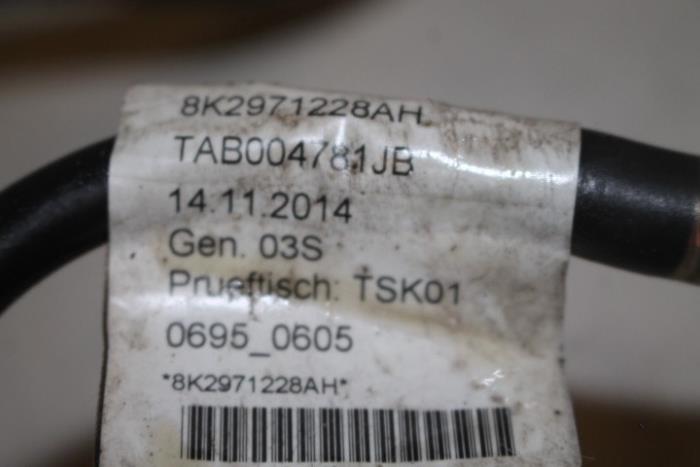 8K2971228AH
TAB004781JB
14.11.2014
Gen. 03S
Prueftisch: TSK01
0695_0605
*8K2971228AH*